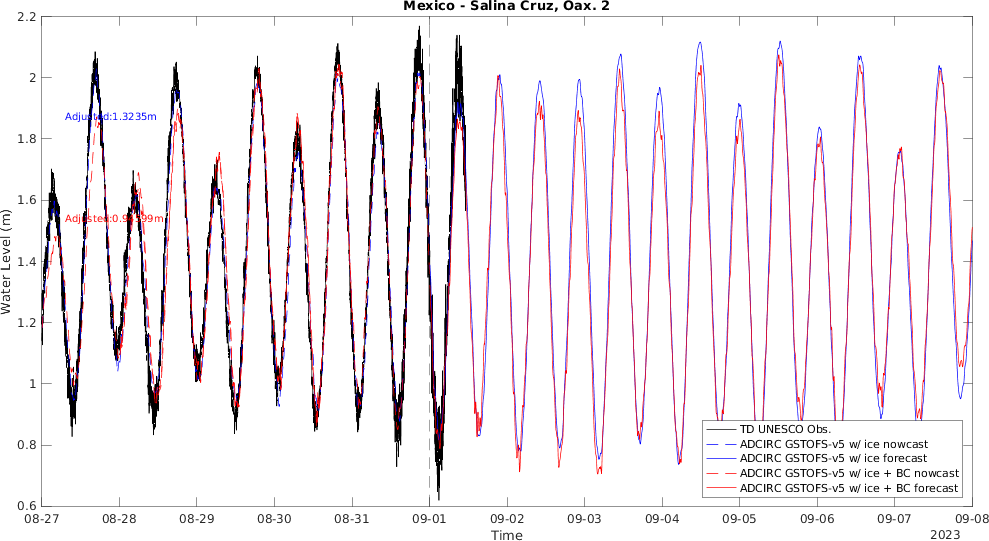 Mexico - Salina Cruz, Oax. 2
2.2
2
1.8
1.6
1.4
1.2
1
0.8
0.6
Water Level (m)
Adjusted:1.3235m
TD UNESCO Obs.
ADCIRC GSTOFS-v5 w/ ice nowcast
ADCIRC GSTOFS-v5 w/ ice forecast
ADCIRC GSTOFS-v5 w/ ice + BC nowcast
ADCIRC GSTOFS-v5 w/ ice + BC forecast
08-27 08-28 08-29 08-30 08-31 09-01 09-02 09-03 09-04 09-05 09-06 09-07 09-08
Time
2023